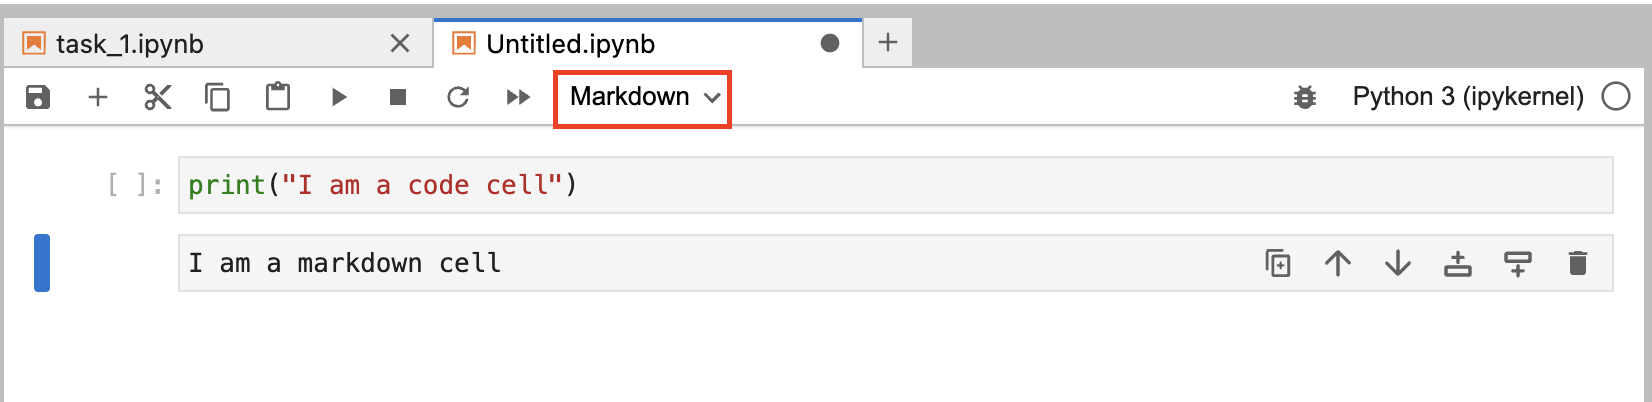 task_1.ipynb
Untitled.ipynb
Markdown
Python 3 (ipykernel)
[ ]: print("I am a code cell")
I am a markdown cell